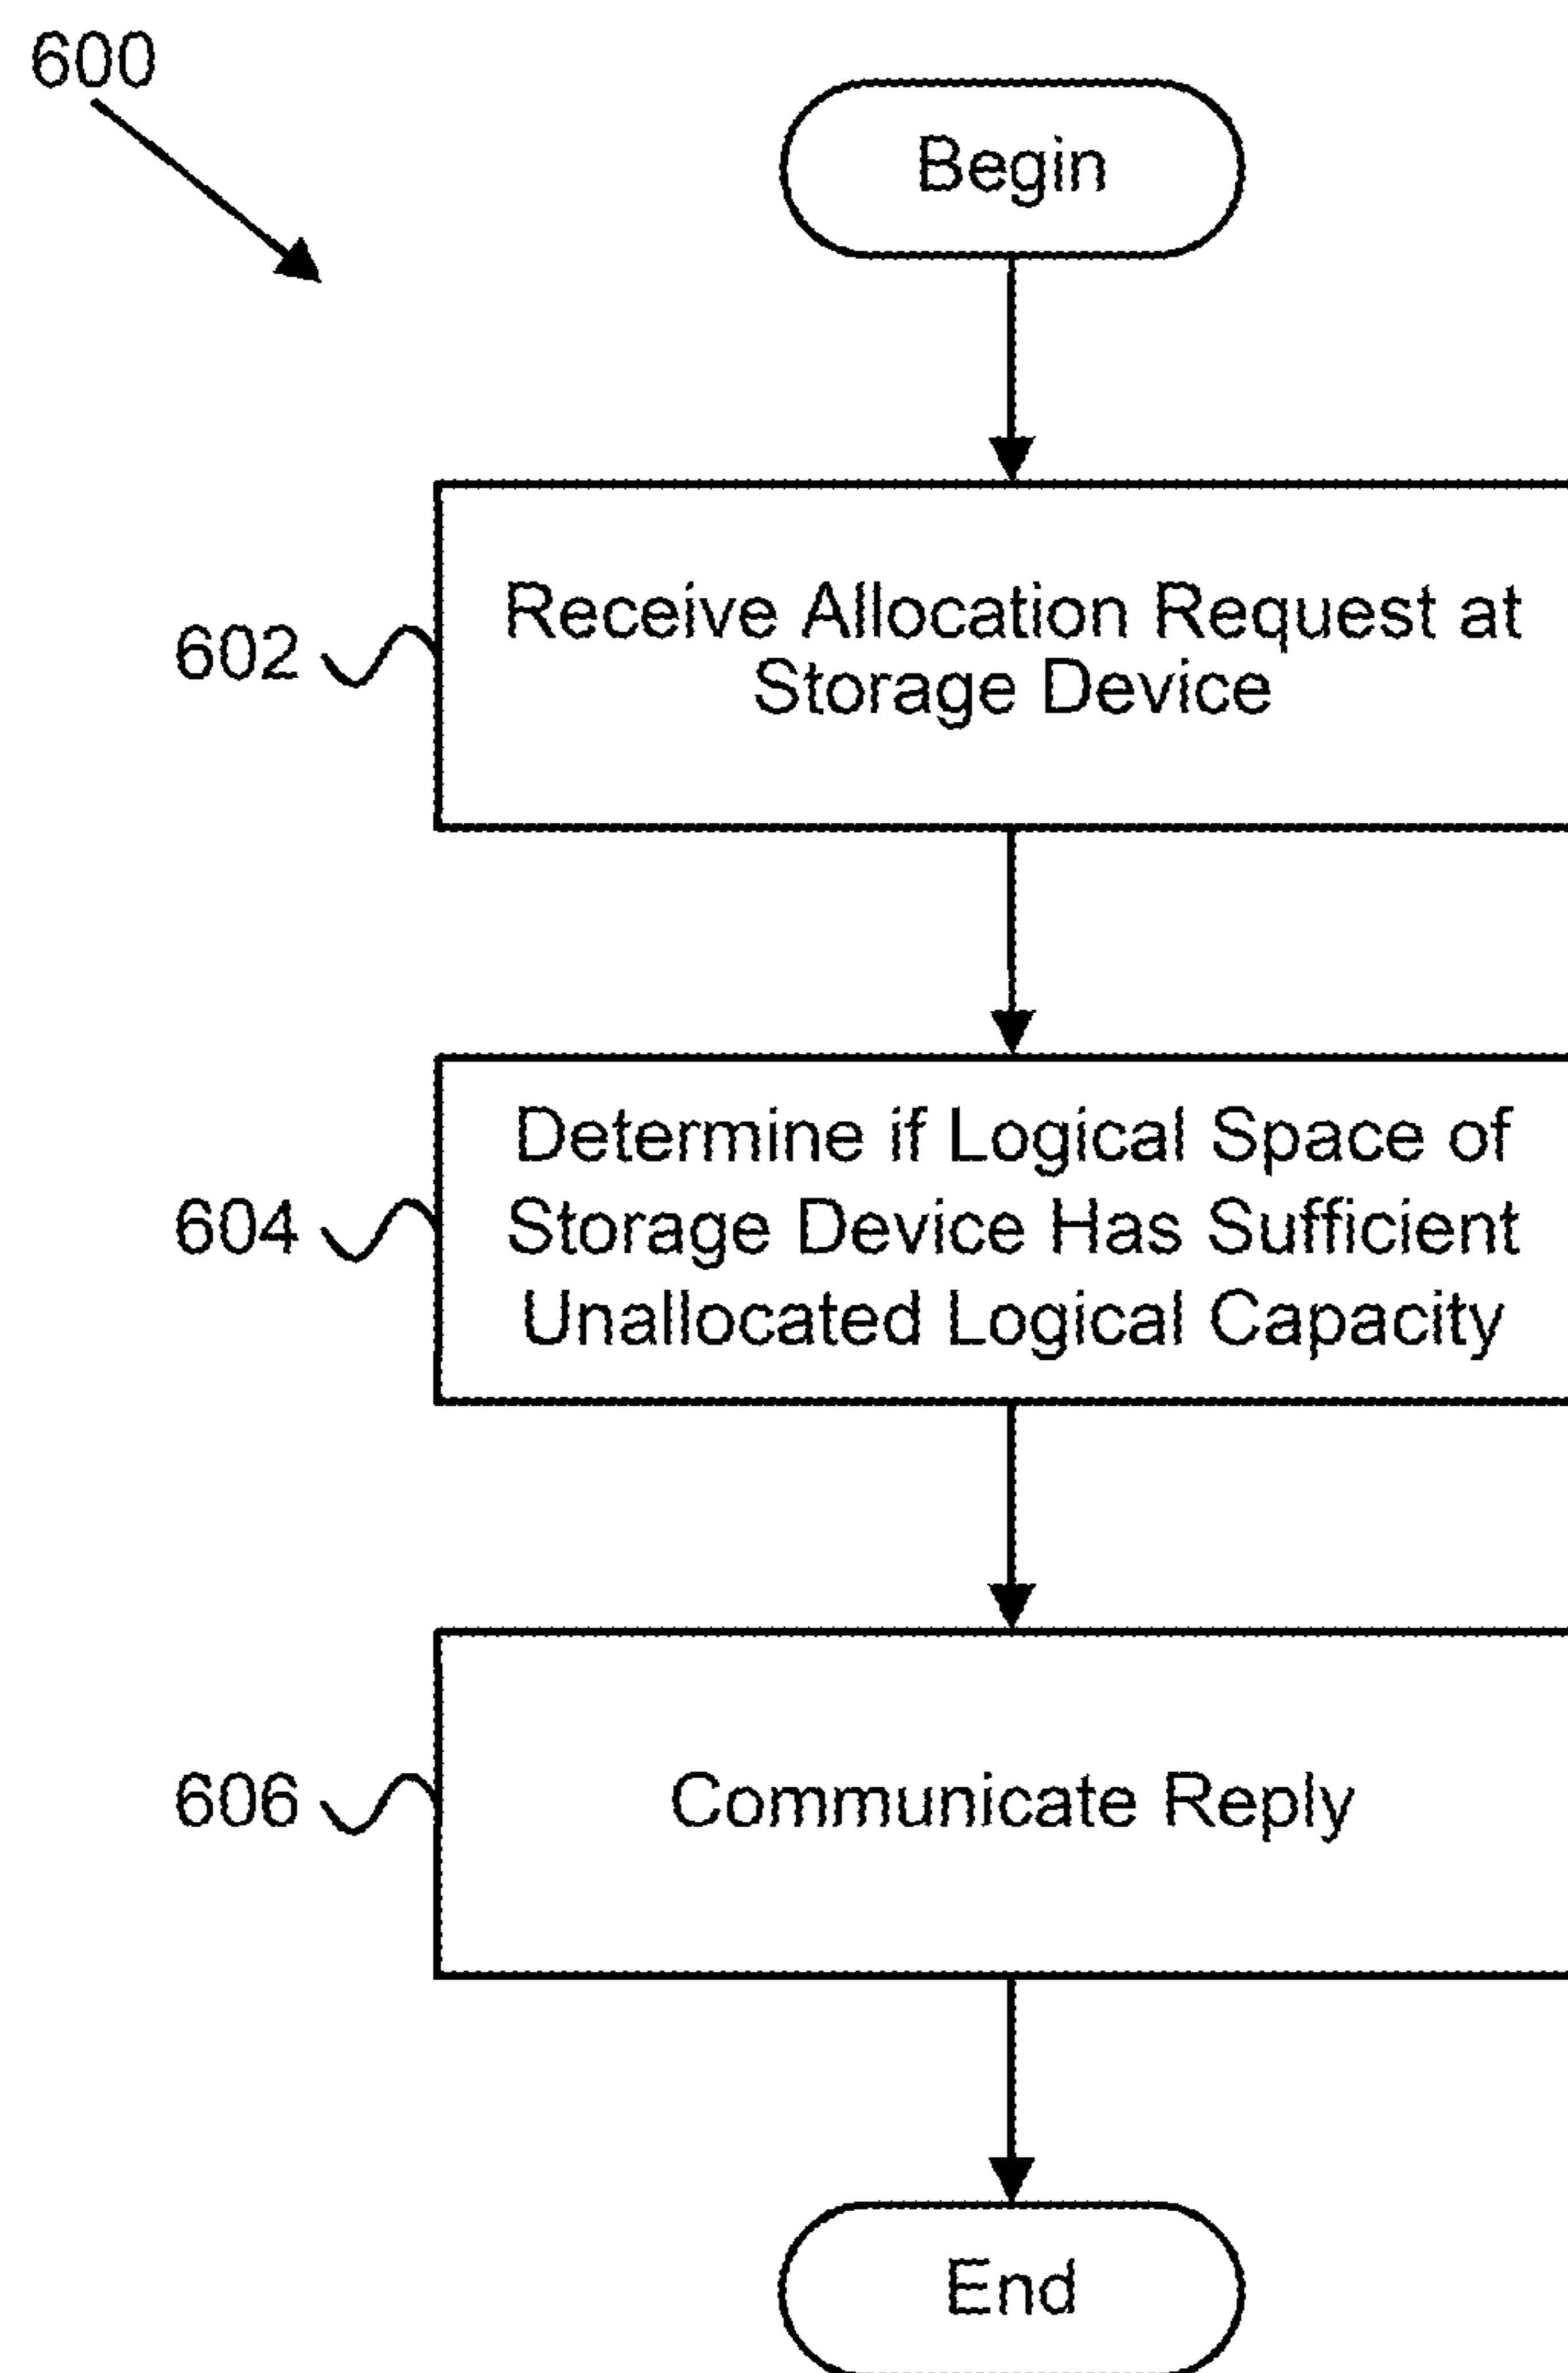 600
Begin
602
Receive Allocation Request at
Storage Device
604
Determine if Logical Space of
Storage Device Has Sufficient
Unallocated Logical Capacity
606
Communicate Reply
End